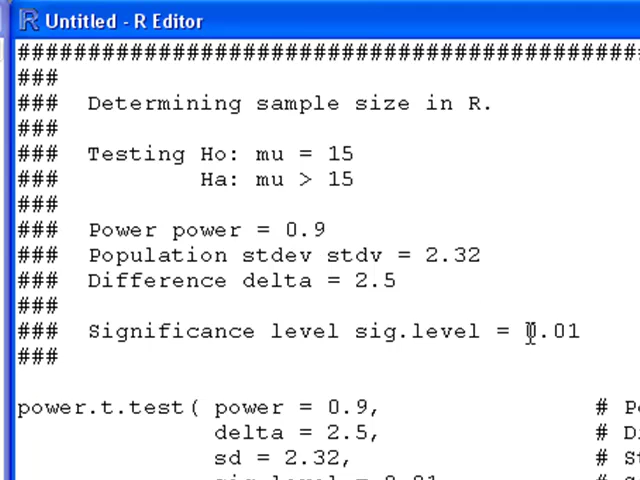 Untitled - R Editor
############################################
###
###  Determining sample size in R.
###
###  Testing Ho: mu = 15
###          Ha: mu > 15
###
###  Power power = 0.9
###  Population stdev stdv = 2.32
###  Difference delta = 2.5
###
###  Significance level sig.level = 0.01
###
power.t.test( power = 0.9, # P
delta = 2.5, # D
sd = 2.32, # S